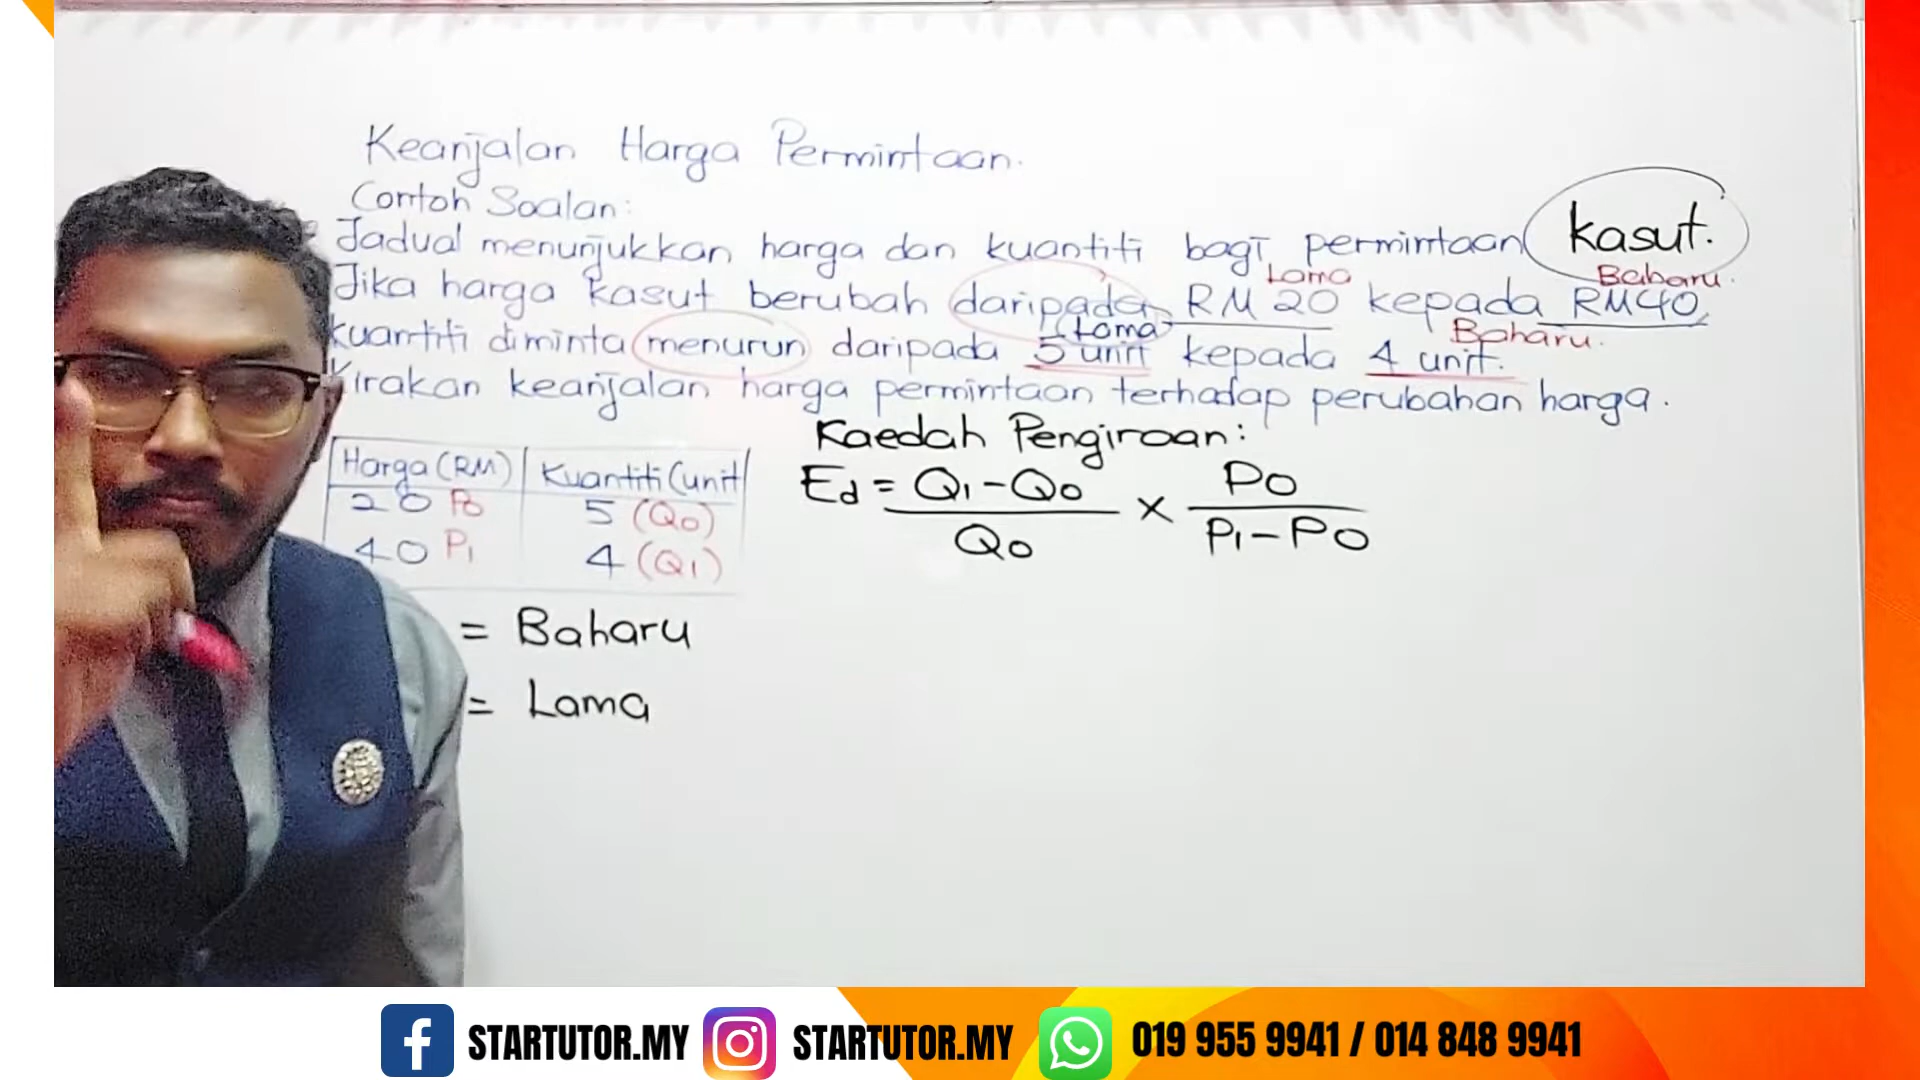 Keanjalan Harga Permintaan.
Contoh Soalan:
Jadual menunjukkan harga dan kuantiti bagi permintaan kasut.
Lama Baharu.
Jika harga kasut berubah daripada RM 20 kepada RM40,
(Lama) Baharu.
kuantiti diminta menurun daripada 5 unit kepada 4 unit.
Kirakan keanjalan harga permintaan terhadap perubahan harga.
Kaedah Pengiraan:
Harga (RM) Kuantiti (unit
20 P0 5 (Q0)
40 P1 4 (Q1)
Ed = Q1 - Q0 / Q0 × P0 / P1 - P0
= Baharu
= Lama
STARTUTOR.MY STARTUTOR.MY 019 955 9941 / 014 848 9941